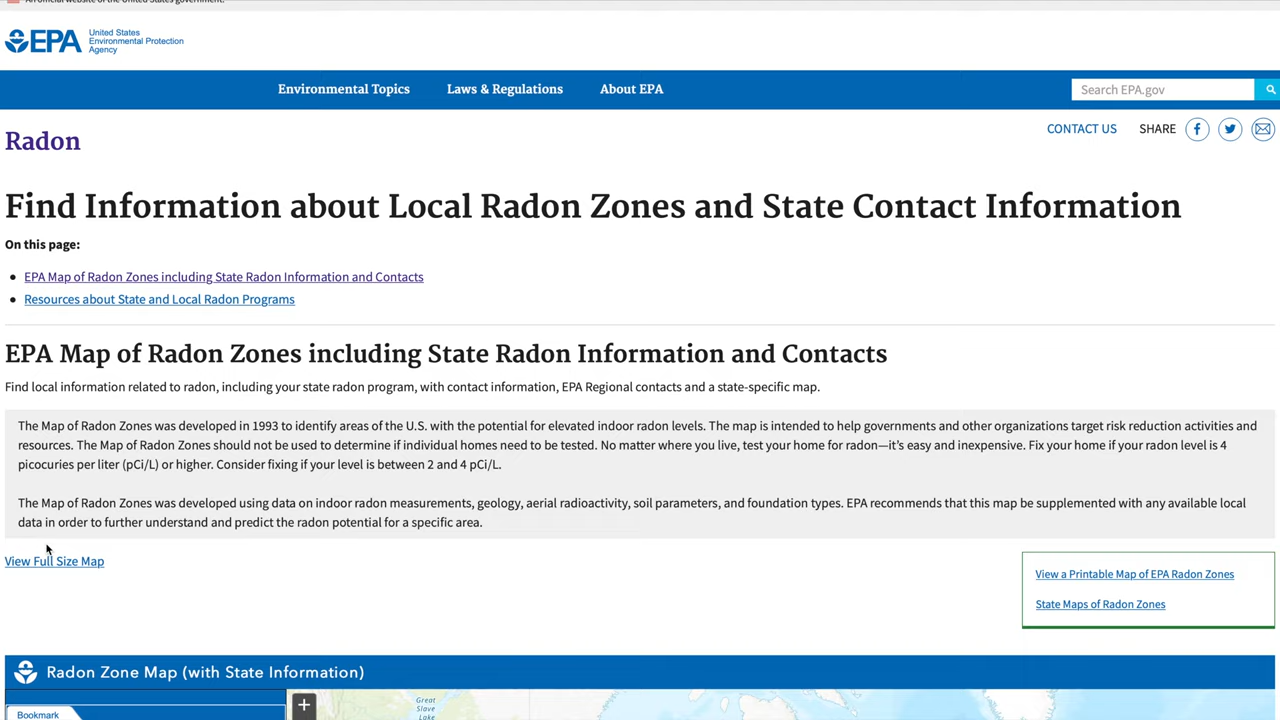 An official website of the United States government.
EPA
United States
Environmental Protection
Agency
Environmental Topics
Laws & Regulations
About EPA
Search EPA.gov
Radon
CONTACT US
SHARE
Find Information about Local Radon Zones and State Contact Information
On this page:
EPA Map of Radon Zones including State Radon Information and Contacts
Resources about State and Local Radon Programs
EPA Map of Radon Zones including State Radon Information and Contacts
Find local information related to radon, including your state radon program, with contact information, EPA Regional contacts and a state-specific map.
The Map of Radon Zones was developed in 1993 to identify areas of the U.S. with the potential for elevated indoor radon levels. The map is intended to help governments and other organizations target risk reduction activities and
resources. The Map of Radon Zones should not be used to determine if individual homes need to be tested. No matter where you live, test your home for radon—it's easy and inexpensive. Fix your home if your radon level is 4
picocuries per liter (pCi/L) or higher. Consider fixing if your level is between 2 and 4 pCi/L.
The Map of Radon Zones was developed using data on indoor radon measurements, geology, aerial radioactivity, soil parameters, and foundation types. EPA recommends that this map be supplemented with any available local
data in order to further understand and predict the radon potential for a specific area.
View Full Size Map
View a Printable Map of EPA Radon Zones
State Maps of Radon Zones
Radon Zone Map (with State Information)
Bookmark
+
Great
Slave
Lake